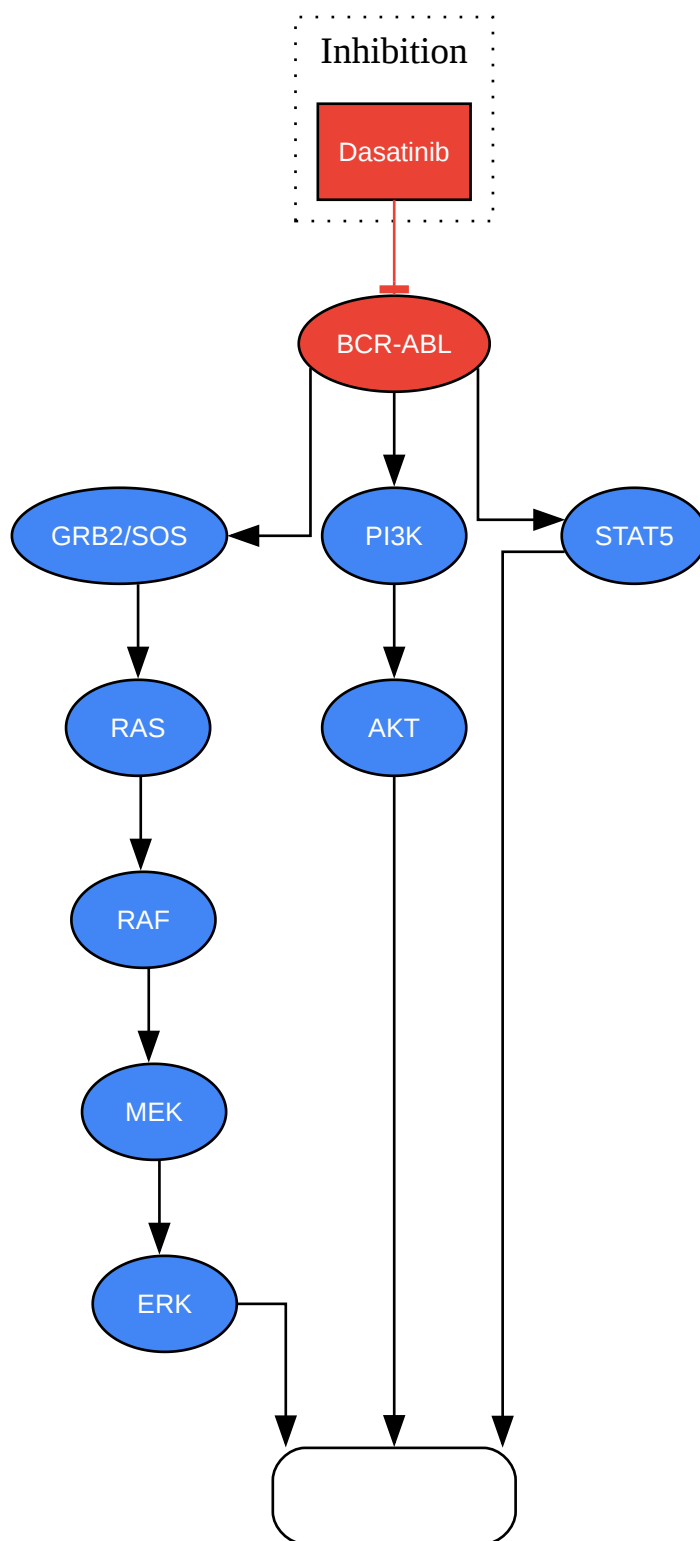 Inhibition
Dasatinib
BCR-ABL
GRB2/SOS
PI3K
STAT5
RAS
AKT
RAF
MEK
ERK